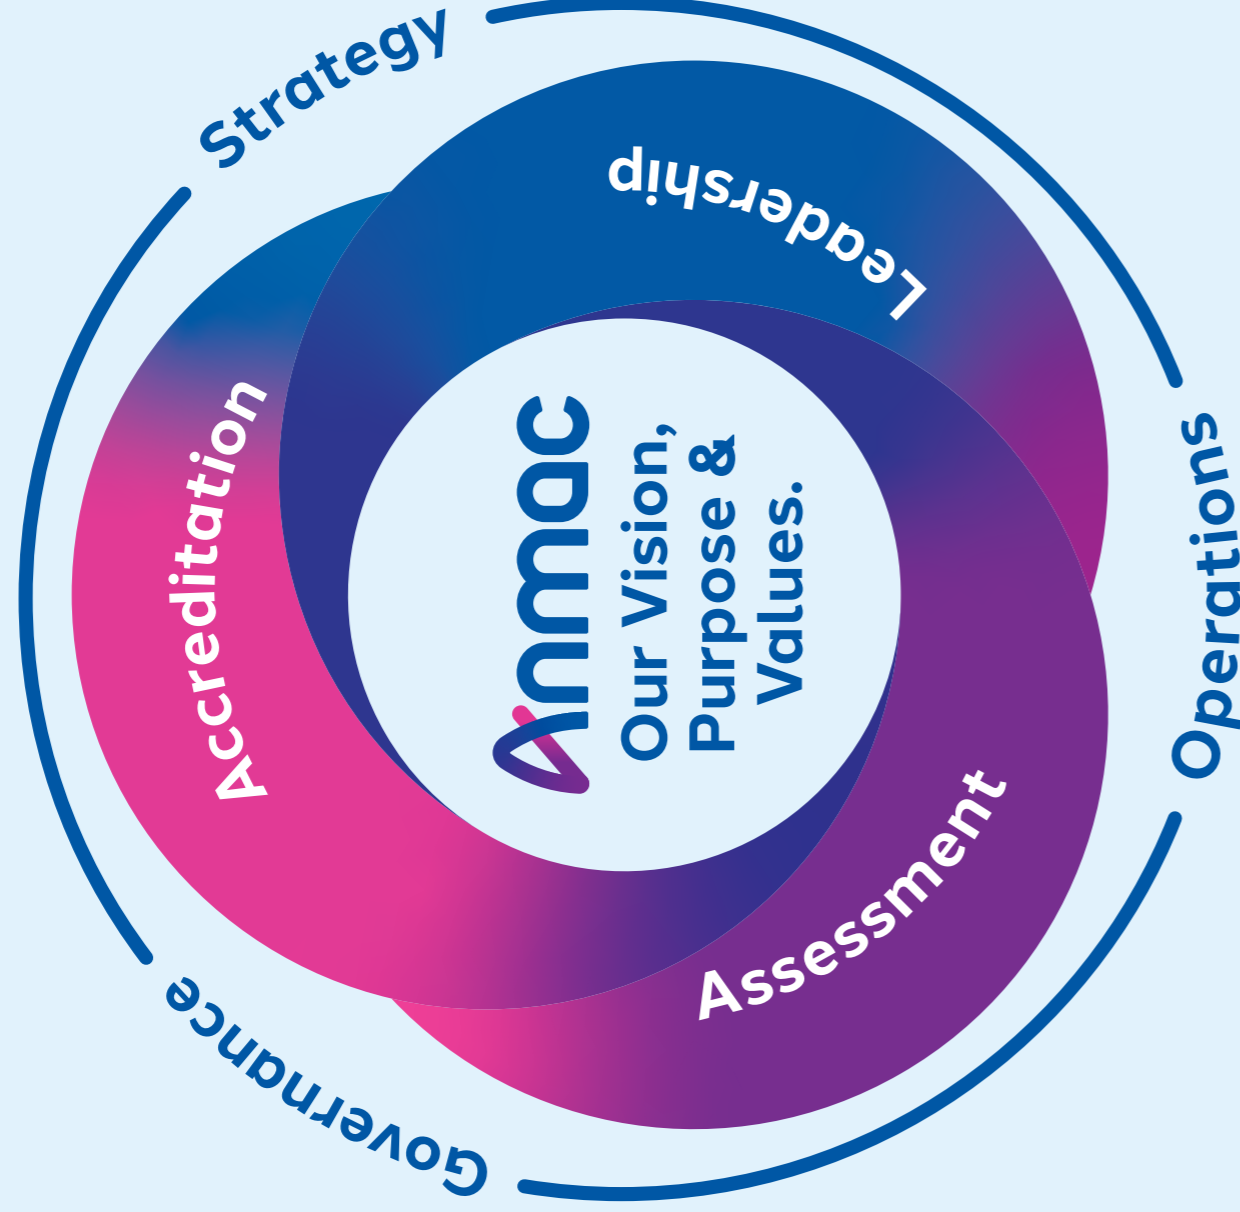 Strategy
Operations
Governance
Accreditation
Leadership
Assessment
anmac
Our Vision,
Purpose &
Values.